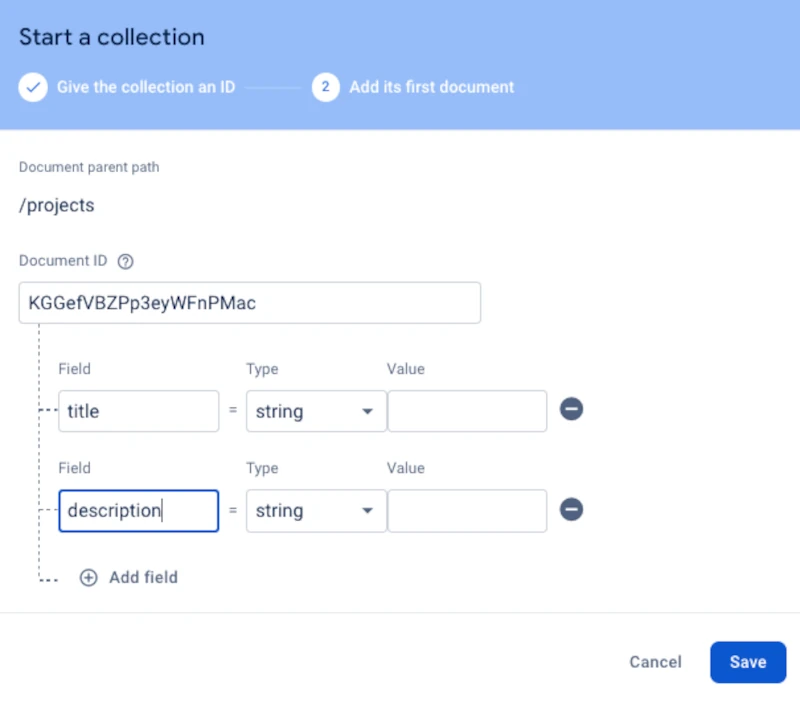 Start a collection
Give the collection an ID
2 Add its first document
Document parent path
/projects
Document ID ?
KGGefVBZPp3eyWFnPMac
Field Type Value
title = string
Field Type Value
description = string
Add field
Cancel Save